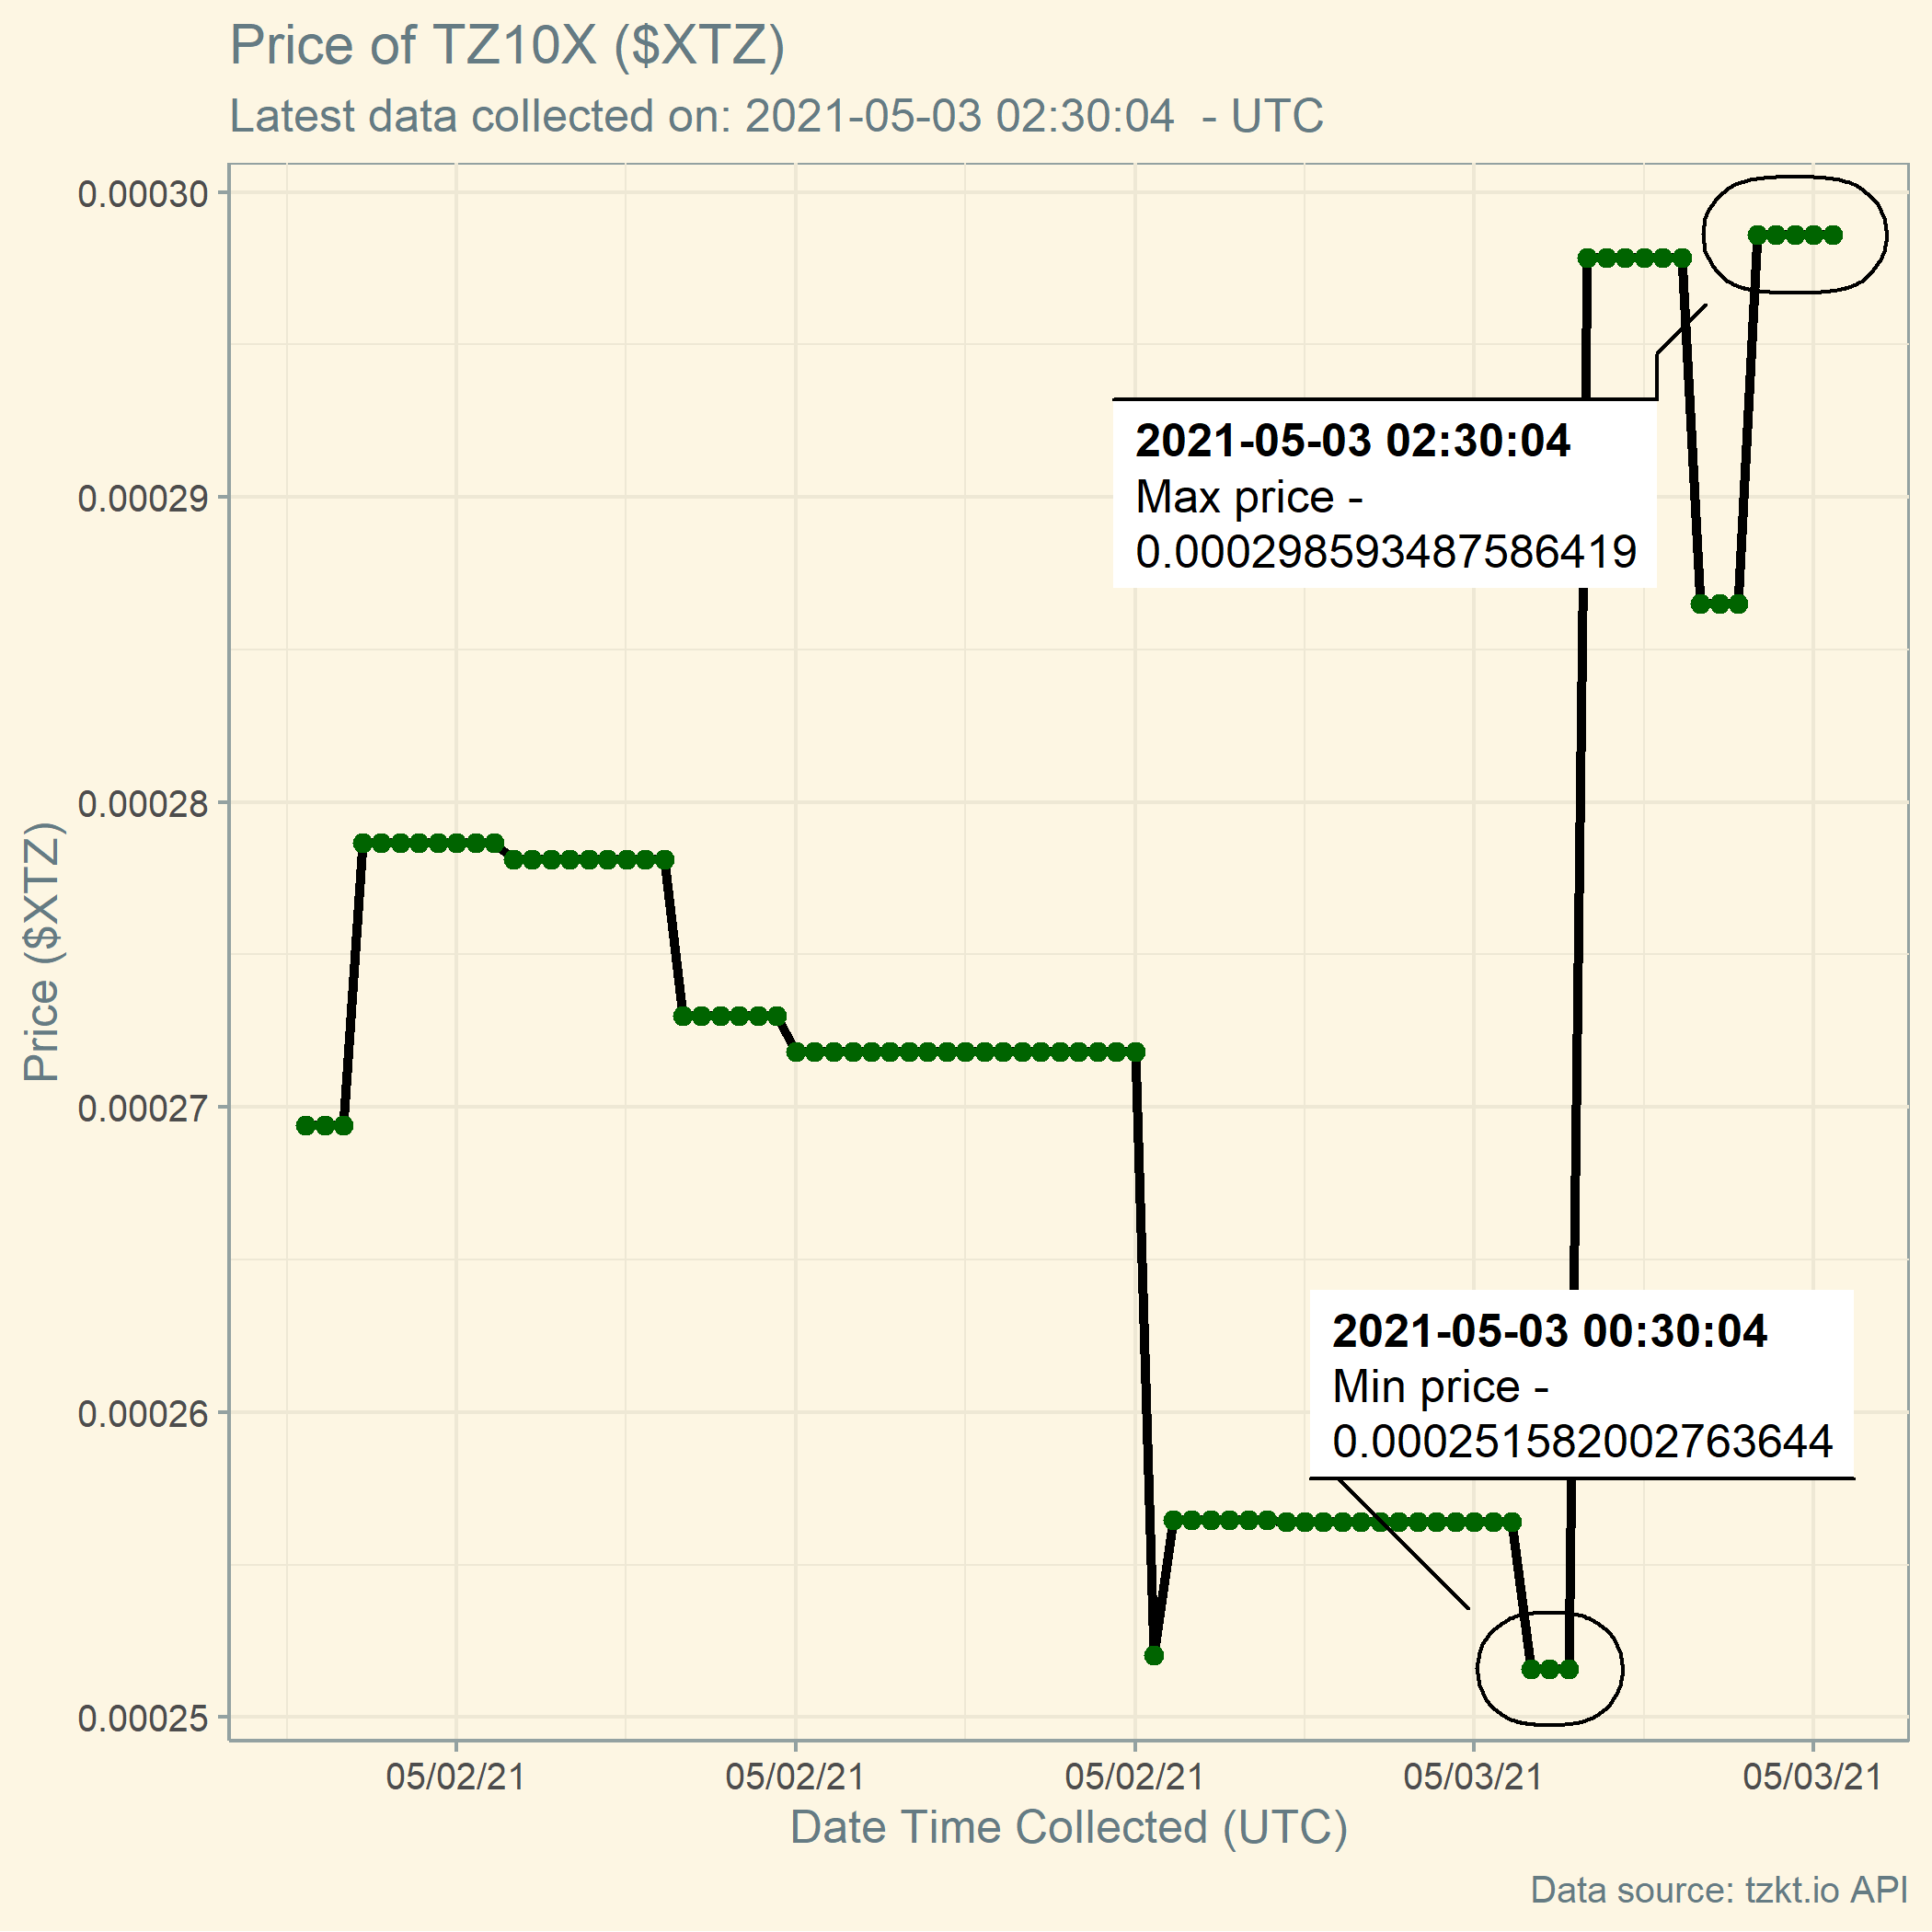 Price of TZ10X ($XTZ)
Latest data collected on: 2021-05-03 02:30:04  - UTC
0.00030
0.00029
0.00028
0.00027
0.00026
0.00025
Price ($XTZ)
2021-05-03 02:30:04
Max price -
0.000298593487586419
2021-05-03 00:30:04
Min price -
0.000251582002763644
05/02/21
05/02/21
05/02/21
05/03/21
05/03/21
Date Time Collected (UTC)
Data source: tzkt.io API